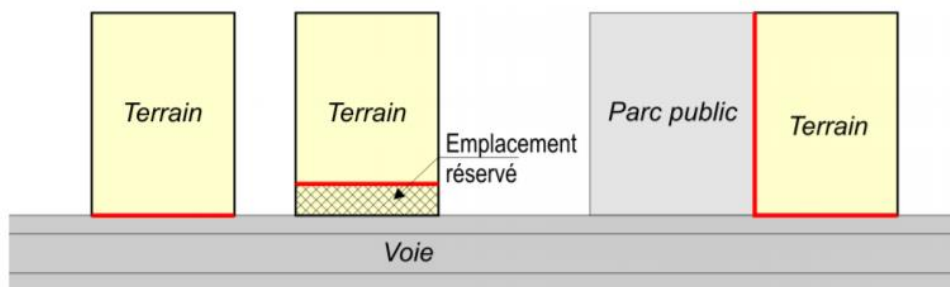 Terrain
Terrain
Emplacement
réservé
Parc public
Terrain
Voie